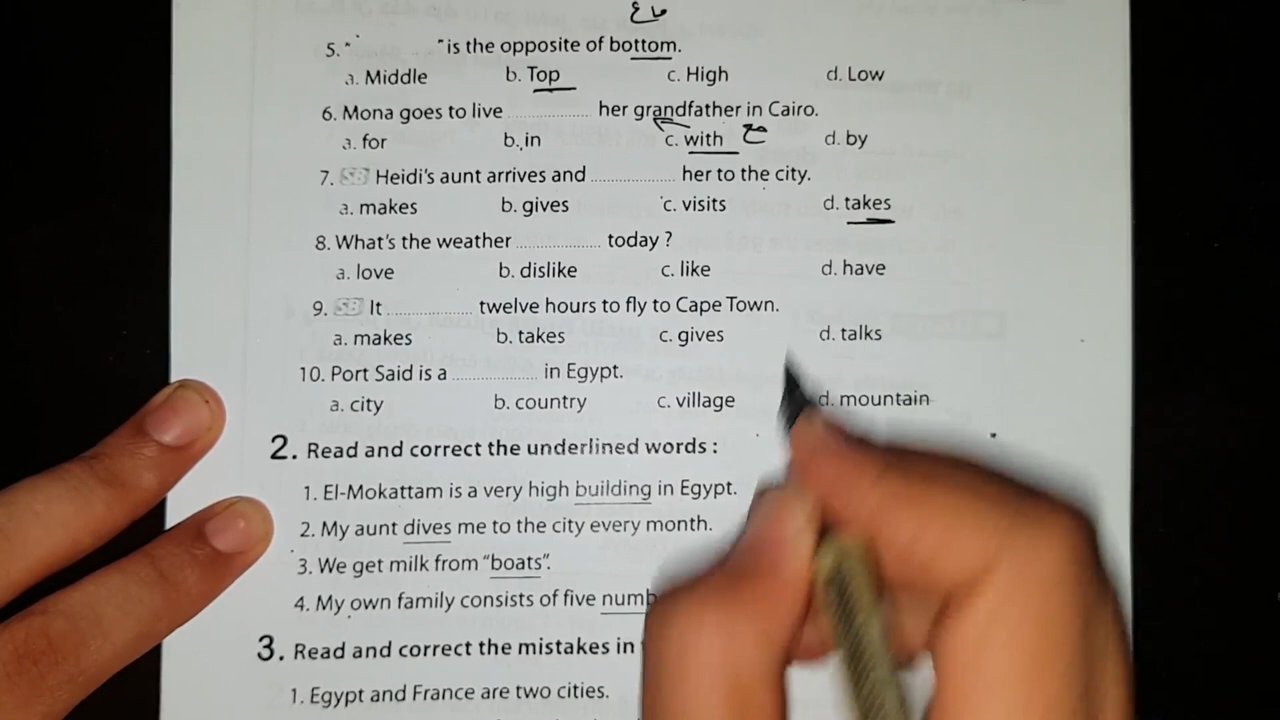 قاع
5. " " is the opposite of bottom.
a. Middle b. Top c. High d. Low
6. Mona goes to live .................... her grandfather in Cairo.
a. for b. in c. with مع d. by
7. SB Heidi's aunt arrives and .................... her to the city.
a. makes b. gives c. visits d. takes
8. What's the weather .................... today ?
a. love b. dislike c. like d. have
9. SB It .................... twelve hours to fly to Cape Town.
a. makes b. takes c. gives d. talks
10. Port Said is a .................... in Egypt.
a. city b. country c. village d. mountain
2. Read and correct the underlined words :
1. El-Mokattam is a very high building in Egypt.
2. My aunt dives me to the city every month.
3. We get milk from "boats".
4. My own family consists of five
3. Read and correct the mistakes in
1. Egypt and France are two cities.